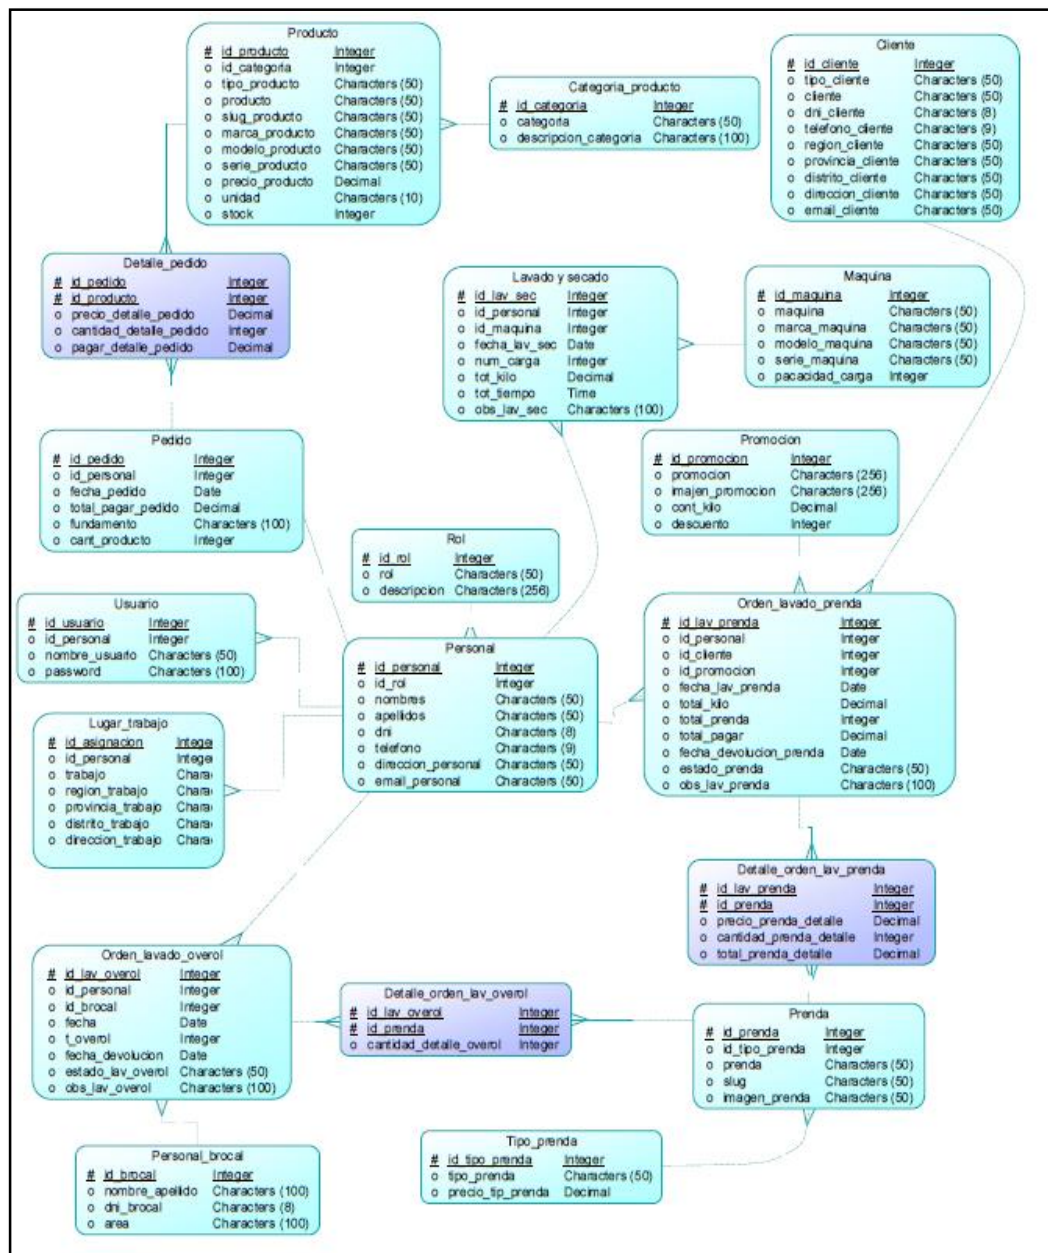 Producto
# id_producto Integer
o id_categoria Integer
o tipo_producto Characters (50)
o producto Characters (50)
o slug_producto Characters (50)
o marca_producto Characters (50)
o modelo_producto Characters (50)
o serie_producto Characters (50)
o precio_producto Decimal
o unidad Characters (10)
o stock Integer
Categoria_producto
# id_categoria Integer
o categoria Characters (50)
o descripcion_categoria Characters (100)
Cliente
# id_cliente Integer
o tipo_cliente Characters (50)
o cliente Characters (50)
o dni_cliente Characters (8)
o telefono_cliente Characters (9)
o region_cliente Characters (50)
o provincia_cliente Characters (50)
o distrito_cliente Characters (50)
o direccion_cliente Characters (50)
o email_cliente Characters (50)
Detalle_pedido
# id_pedido Integer
# id_producto Integer
o precio_detalle_pedido Decimal
o cantidad_detalle_pedido Integer
o pagar_detalle_pedido Decimal
Lavado y secado
# id_lav_sec Integer
o id_personal Integer
o id_maquina Integer
o fecha_lav_sec Date
o num_carga Integer
o tot_kilo Decimal
o tot_tiempo Time
o obs_lav_sec Characters (100)
Maquina
# id_maquina Integer
o maquina Characters (50)
o marca_maquina Characters (50)
o modelo_maquina Characters (50)
o serie_maquina Characters (50)
o pacacidad_carga Integer
Pedido
# id_pedido Integer
o id_personal Integer
o fecha_pedido Date
o total_pagar_pedido Decimal
o fundamento Characters (100)
o cant_producto Integer
Promocion
# id_promocion Integer
o promocion Characters (256)
o imajen_promocion Characters (256)
o cont_kilo Decimal
o descuento Integer
Rol
# id_rol Integer
o rol Characters (50)
o descripcion Characters (256)
Usuario
# id_usuario Integer
o id_personal Integer
o nombre_usuario Characters (50)
o password Characters (100)
Personal
# id_personal Integer
o id_rol Integer
o nombres Characters (50)
o apellidos Characters (50)
o dni Characters (8)
o telefono Characters (9)
o direccion_personal Characters (50)
o email_personal Characters (50)
Orden_lavado_prenda
# id_lav_prenda Integer
o id_personal Integer
o id_cliente Integer
o id_promocion Integer
o fecha_lav_prenda Date
o total_kilo Decimal
o total_prenda Integer
o total_pagar Decimal
o fecha_devolucion_prenda Date
o estado_prenda Characters (50)
o obs_lav_prenda Characters (100)
Lugar_trabajo
# id_asignacion Intege
o id_personal Intege
o trabajo Chara
o region_trabajo Chara
o provincia_trabajo Chara
o distrito_trabajo Chara
o direccion_trabajo Chara
Detalle_orden_lav_prenda
# id_lav_prenda Integer
# id_prenda Integer
o precio_prenda_detalle Decimal
o cantidad_prenda_detalle Integer
o total_prenda_detalle Decimal
Orden_lavado_overol
# id_lav_overol Integer
o id_personal Integer
o id_brocal Integer
o fecha Date
o t_overol Integer
o fecha_devolucion Date
o estado_lav_overol Characters (50)
o obs_lav_overol Characters (100)
Detalle_orden_lav_overol
# id_lav_overol Integer
# id_prenda Integer
o cantidad_detalle_overol Integer
Prenda
# id_prenda Integer
o id_tipo_prenda Integer
o prenda Characters (50)
o slug Characters (50)
o imagen_prenda Characters (50)
Tipo_prenda
# id_tipo_prenda Integer
o tipo_prenda Characters (50)
o precio_tip_prenda Decimal
Personal_brocal
# id_brocal Integer
o nombre_apellido Characters (100)
o dni_brocal Characters (8)
o area Characters (100)